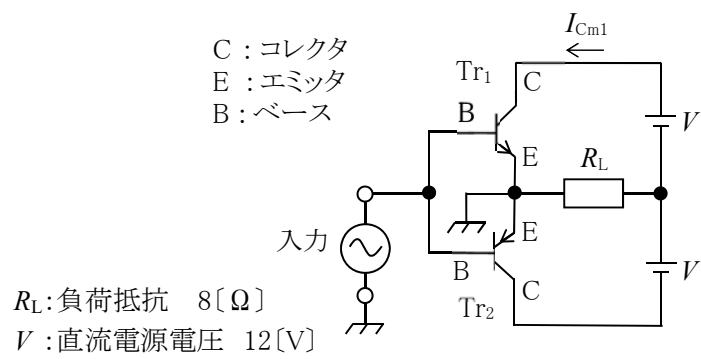 I_Cm1
C：コレクタ
E：エミッタ
B：ベース
Tr₁
C
B
V
E
R_L
入力
E
B
V
C
Tr₂
R_L：負荷抵抗　8〔Ω〕
V：直流電源電圧　12〔V〕